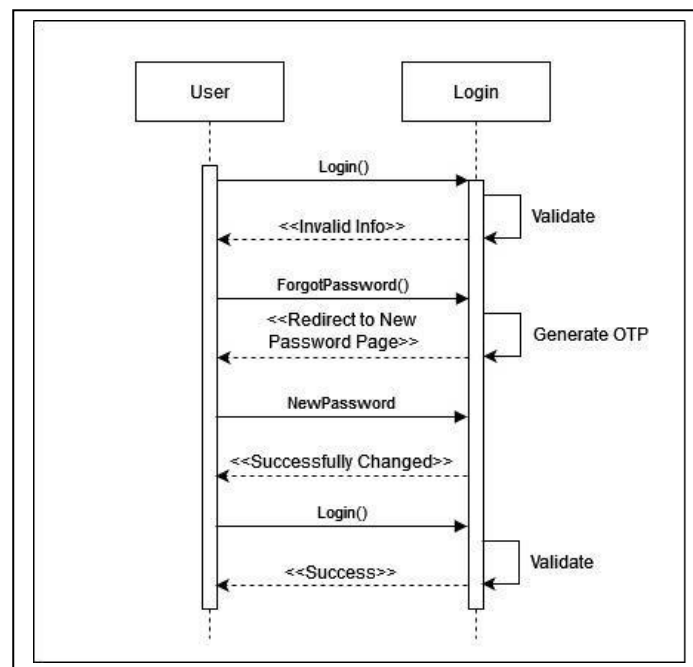 User
Login
Login()
Validate
<<Invalid Info>>
ForgotPassword()
<<Redirect to New
Password Page>>
Generate OTP
NewPassword
<<Successfully Changed>>
Login()
Validate
<<Success>>